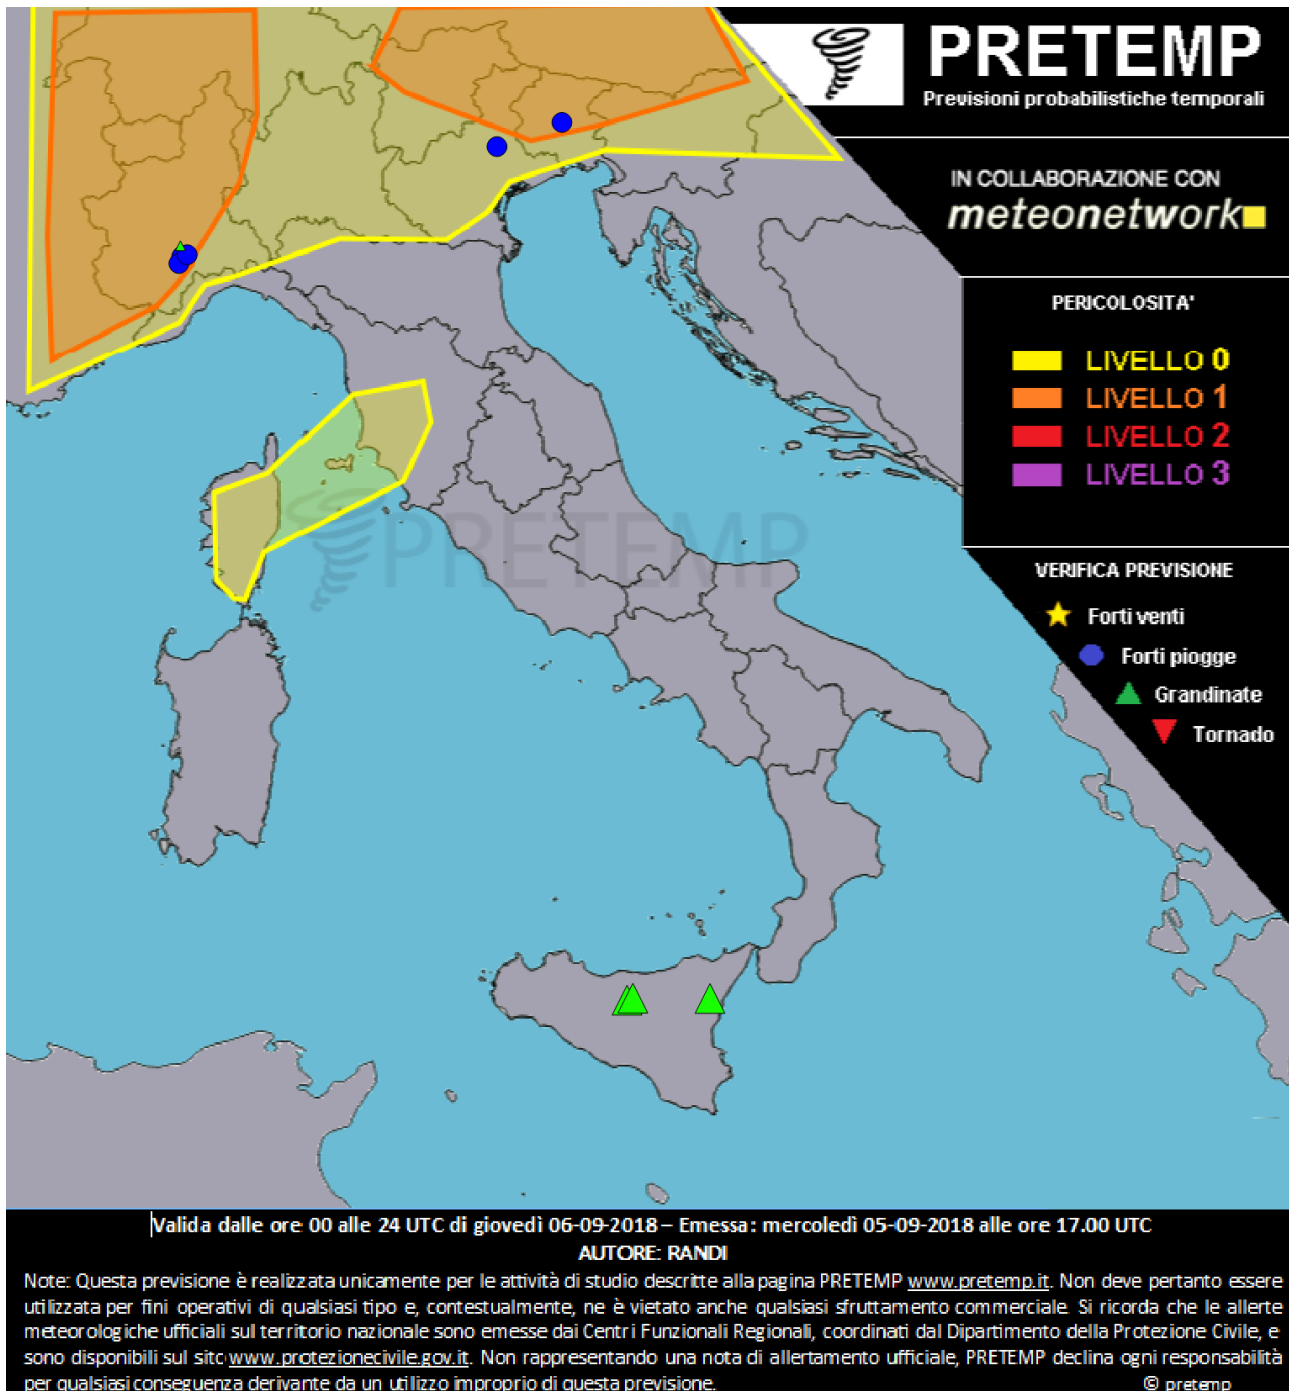 PRETEMP
Previsioni probabilistiche temporali
IN COLLABORAZIONE CON
meteonetwork
PERICOLOSITA'
LIVELLO 0
LIVELLO 1
LIVELLO 2
LIVELLO 3
PRETEMP
VERIFICA PREVISIONE
Forti venti
Forti piogge
Grandinate
Tornado
Valida dalle ore 00 alle 24 UTC di giovedì 06-09-2018 – Emessa: mercoledì 05-09-2018 alle ore 17.00 UTC
AUTORE: RANDI
Note: Questa previsione è realizzata unicamente per le attività di studio descritte alla pagina PRETEMP www.pretemp.it. Non deve pertanto essere
utilizzata per fini operativi di qualsiasi tipo e, contestualmente, ne è vietato anche qualsiasi sfruttamento commerciale. Si ricorda che le allerte
meteorologiche ufficiali sul territorio nazionale sono emesse dai Centri Funzionali Regionali, coordinati dal Dipartimento della Protezione Civile, e
sono disponibili sul sito www.protezionecivile.gov.it. Non rappresentando una nota di allertamento ufficiale, PRETEMP declina ogni responsabilità
per qualsiasi conseguenza derivante da un utilizzo improprio di questa previsione.
© pretemp